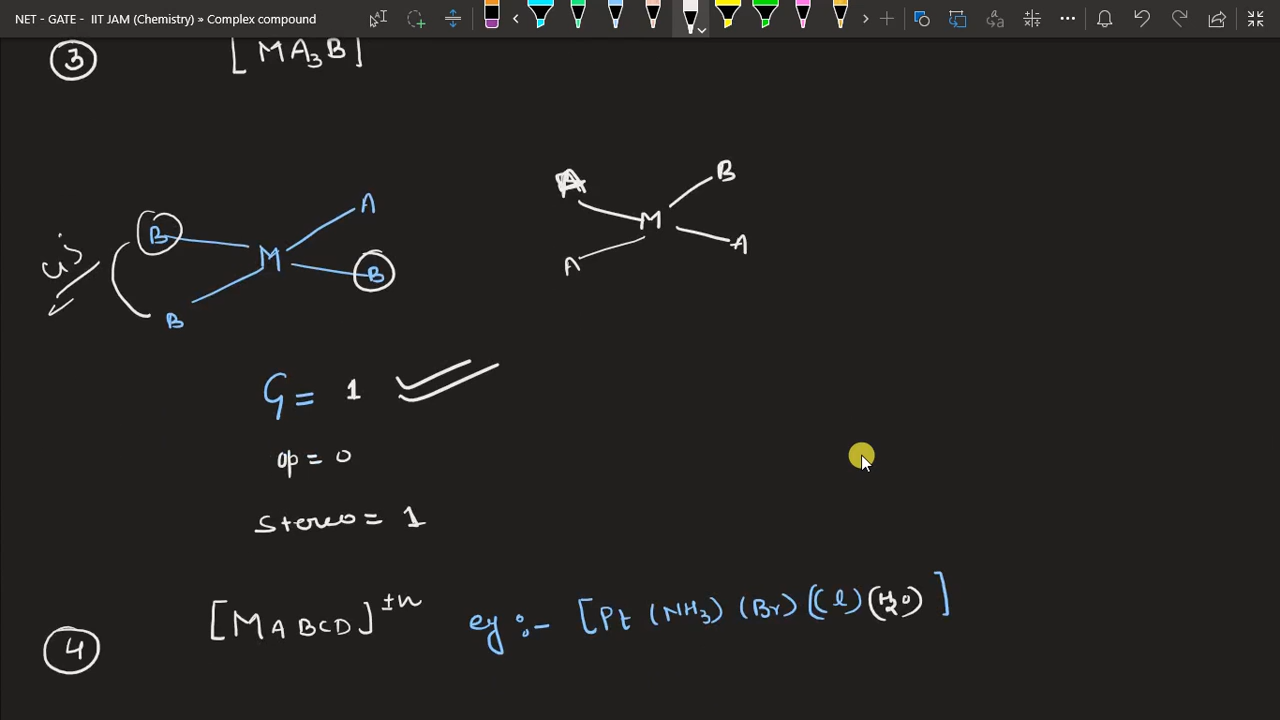 NET - GATE - IIT JAM (Chemistry) » Complex compound
③ [MA₃B]
B A
M
B B
cis
A B
M
A A
G = 1
op = 0
Stereo = 1
④ [MABCD]±n eg :- [Pt (NH₃) (Br) (Cl) (H₂O)]